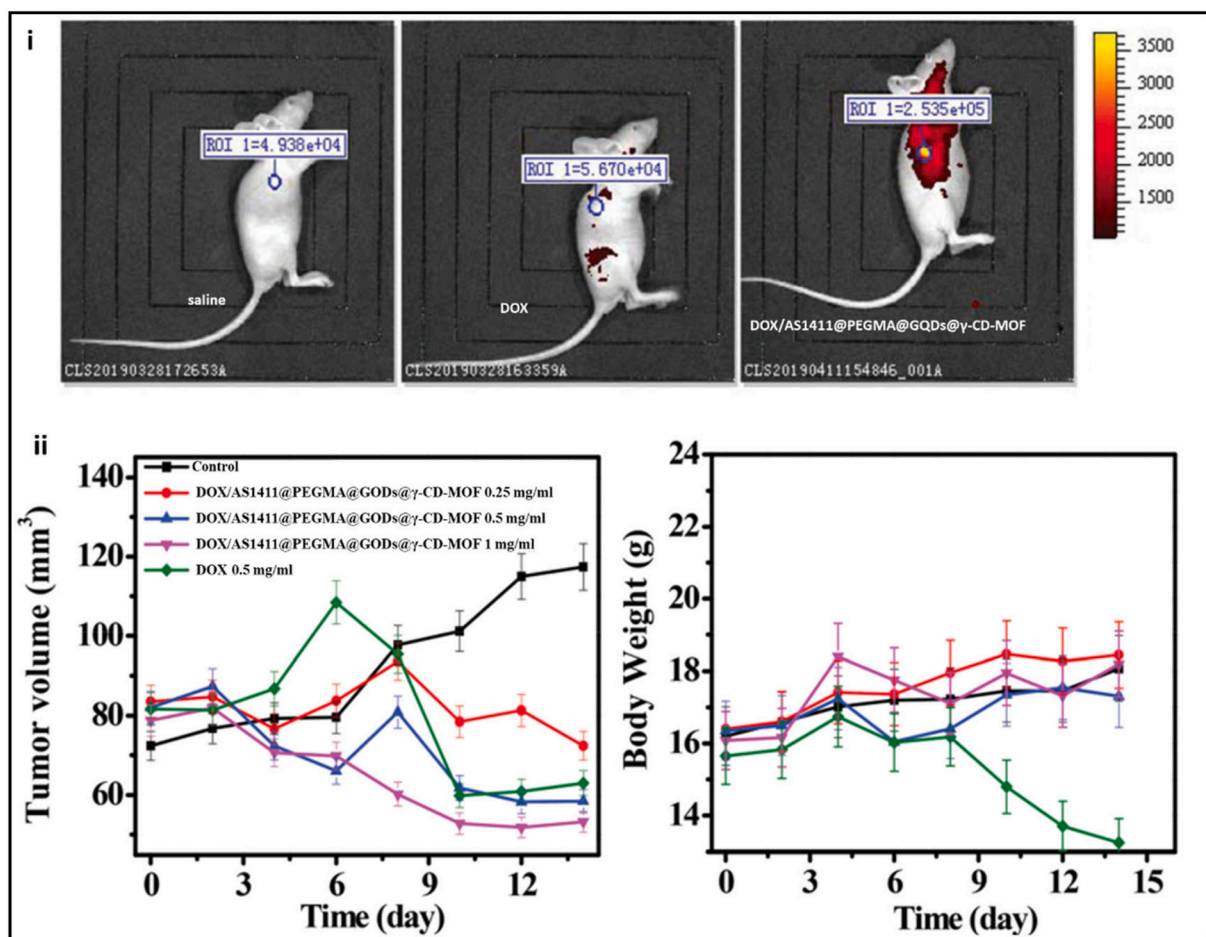 i
ROI 1=4.938e+04
saline
CLS20190328172653A
ROI 1=5.670e+04
DOX
CLS20190328163359A
ROI 1=2.535e+05
DOX/AS1411@PEGMA@GQDs@γ-CD-MOF
CLS20190411154846_001A
3500
3000
2500
2000
1500
ii
Control
DOX/AS1411@PEGMA@GODs@γ-CD-MOF 0.25 mg/ml
DOX/AS1411@PEGMA@GODs@γ-CD-MOF 0.5 mg/ml
DOX/AS1411@PEGMA@GODs@γ-CD-MOF 1 mg/ml
DOX 0.5 mg/ml
Tumor volume (mm³)
140
120
100
80
60
0 3 6 9 12
Time (day)
Body Weight (g)
24
22
20
18
16
14
0 3 6 9 12 15
Time (day)